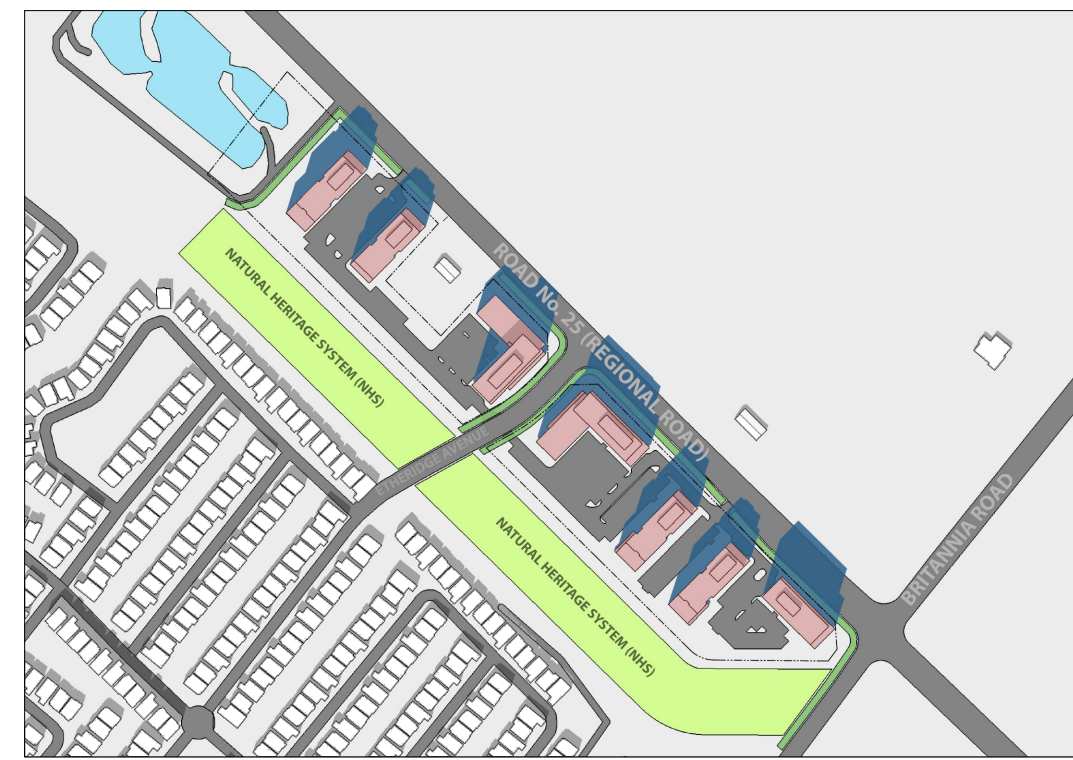 ROAD No. 25 (REGIONAL ROAD)
NATURAL HERITAGE SYSTEM (NHS)
ETHERIDGE AVENUE
NATURAL HERITAGE SYSTEM (NHS)
BRITANNIA ROAD